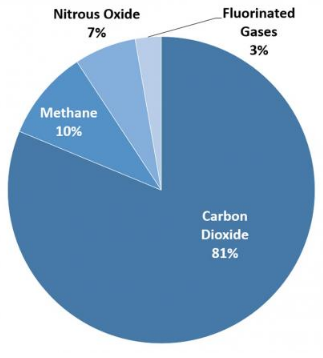 Nitrous Oxide
7%
Fluorinated
Gases
3%
Methane
10%
Carbon
Dioxide
81%